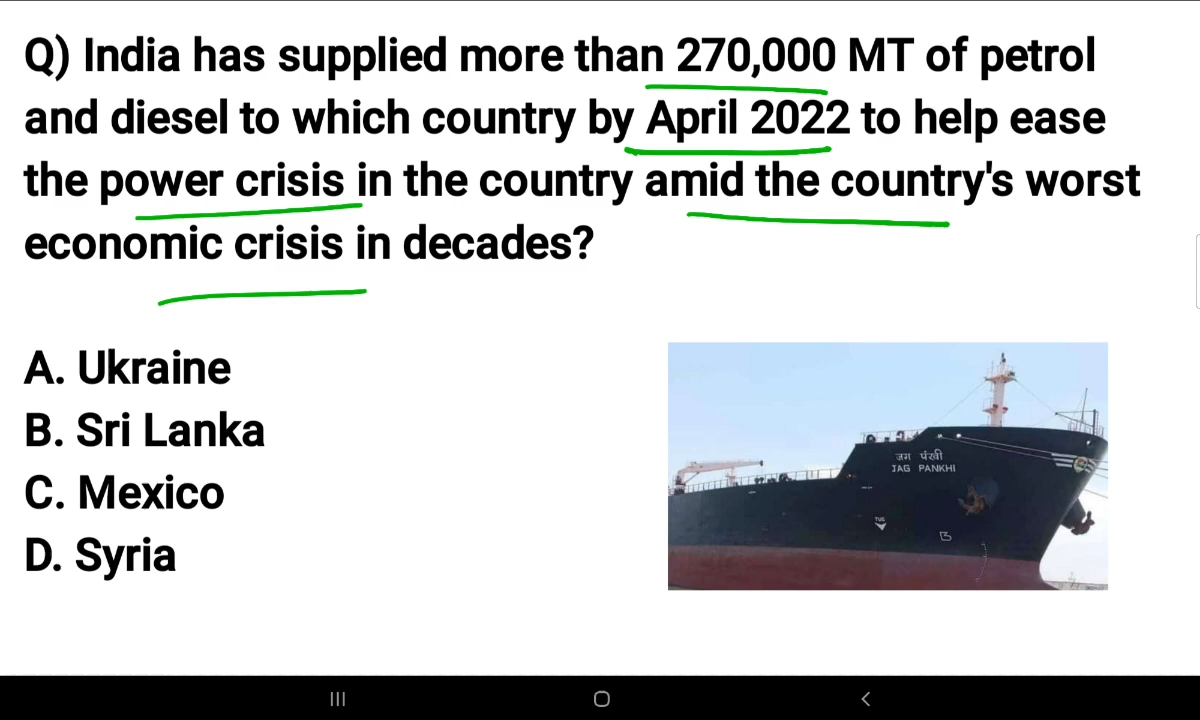 Q) India has supplied more than 270,000 MT of petrol
and diesel to which country by April 2022 to help ease
the power crisis in the country amid the country's worst
economic crisis in decades?
A. Ukraine
B. Sri Lanka
C. Mexico
D. Syria
जग पंखी
JAG PANKHI
TUG